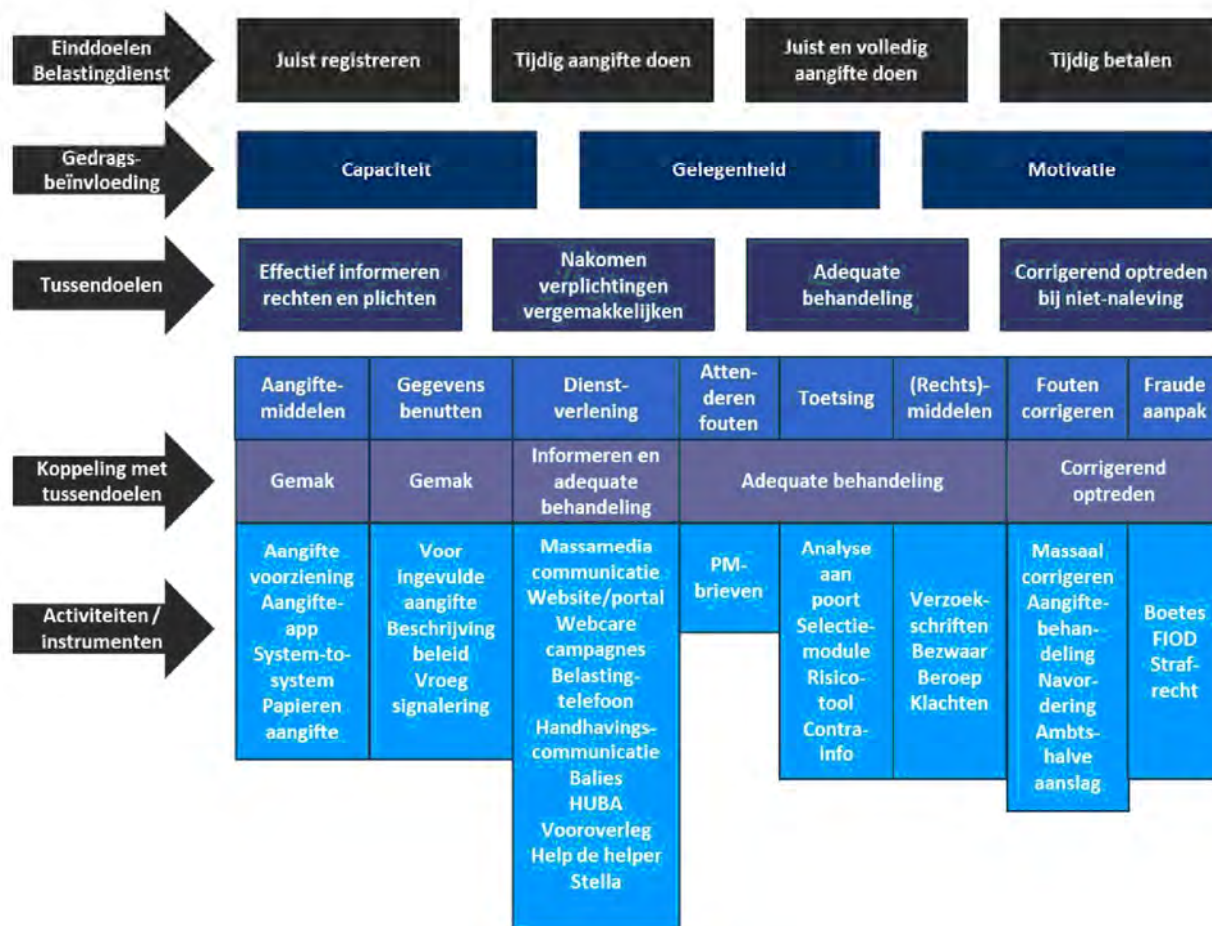 Einddoelen
Belastingdienst
Juist registreren
Tijdig aangifte doen
Juist en volledig
aangifte doen
Tijdig betalen
Gedrags-
beïnvloeding
Capaciteit
Gelegenheid
Motivatie
Tussendoelen
Effectief informeren
rechten en plichten
Nakomen
verplichtingen
vergemakkelijken
Adequate
behandeling
Corrigerend optreden
bij niet-naleving
Aangifte-
middelen
Gegevens
benutten
Dienst-
verlening
Atten-
deren
fouten
Toetsing
(Rechts)-
middelen
Fouten
corrigeren
Fraude
aanpak
Koppeling met
tussendoelen
Gemak
Gemak
Informeren en
adequate
behandeling
Adequate behandeling
Corrigerend
optreden
Activiteiten /
instrumenten
Aangifte
voorziening
Aangifte-
app
System-to-
system
Papieren
aangifte
Voor
ingevulde
aangifte
Beschrijving
beleid
Vroeg
signalering
Massamedia
communicatie
Website/portal
Webcare
campagnes
Belasting-
telefoon
Handhavings-
communicatie
Balies
HUBA
Vooroverleg
Help de helper
Stella
PM-
brieven
Analyse
aan
poort
Selectie-
module
Risico-
tool
Contra-
info
Verzoek-
schriften
Bezwaar
Beroep
Klachten
Massaal
corrigeren
Aangifte-
behan-
deling
Navor-
dering
Ambts-
halve
aanslag
Boetes
FIOD
Straf-
recht